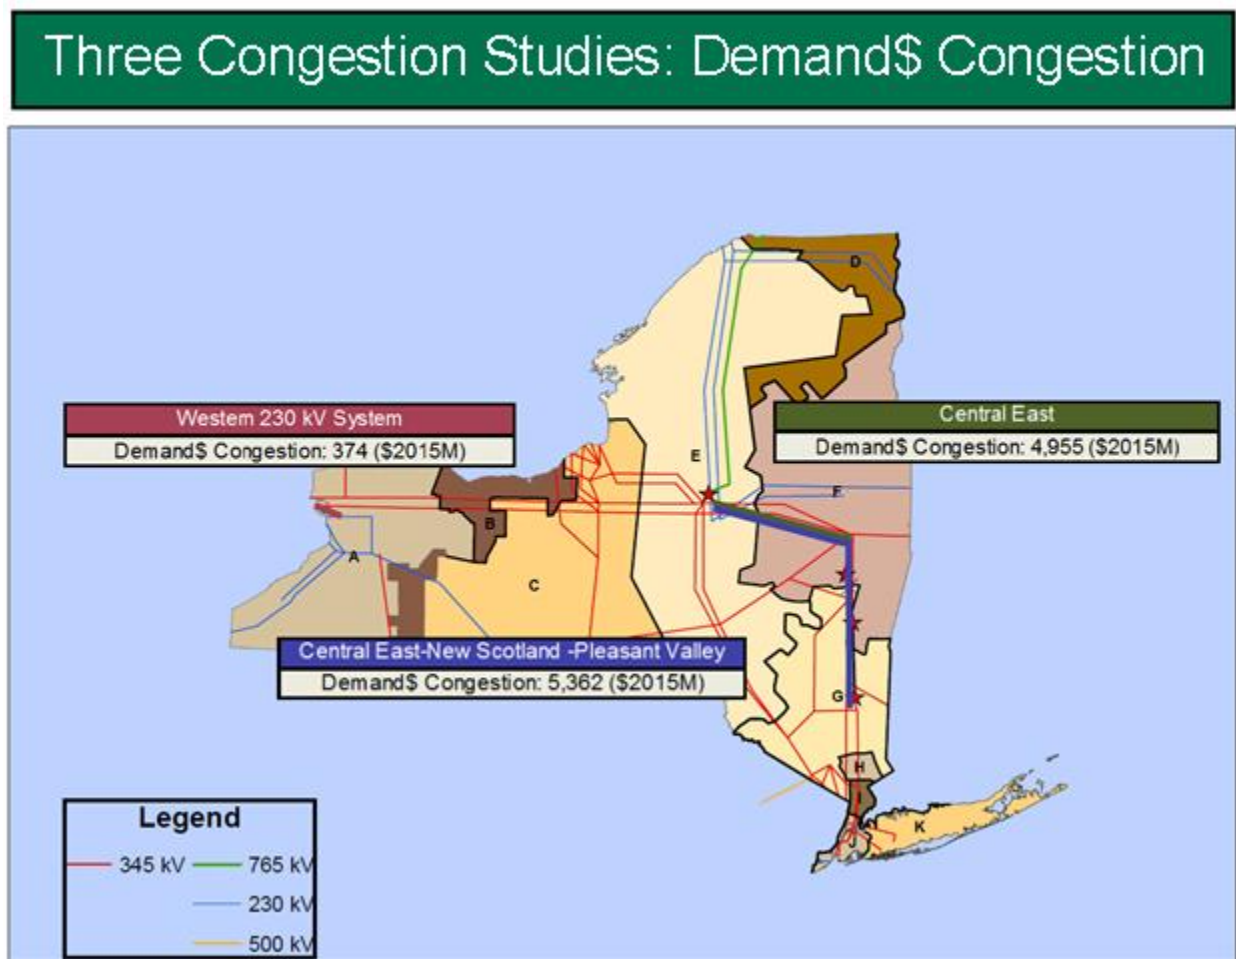 Three Congestion Studies: Demand$ Congestion
D
Western 230 kV System
Demand$ Congestion: 374 ($2015M)
Central East
Demand$ Congestion: 4,955 ($2015M)
E
F
B
A
C
Central East-New Scotland -Pleasant Valley
Demand$ Congestion: 5,362 ($2015M)
G
H
I
K
J
Legend
345 kV
765 kV
230 kV
500 kV